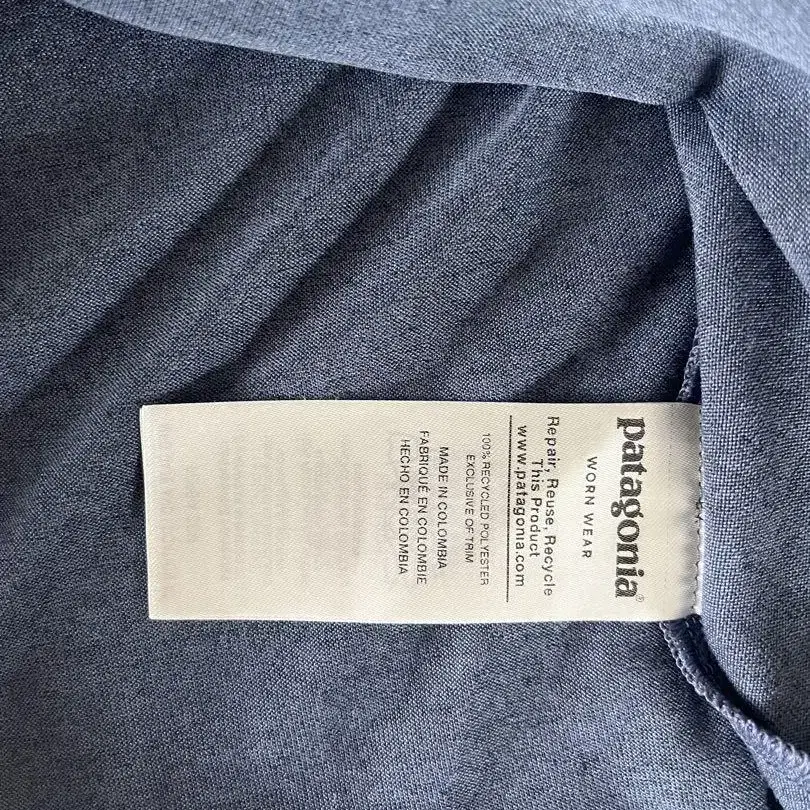 patagonia®
WORN WEAR
Repair, Reuse, Recycle
This Product
www.patagonia.com
100% RECYCLED POLYESTER
EXCLUSIVE OF TRIM
MADE IN COLOMBIA
FABRIQUÉ EN COLOMBIE
HECHO EN COLOMBIA